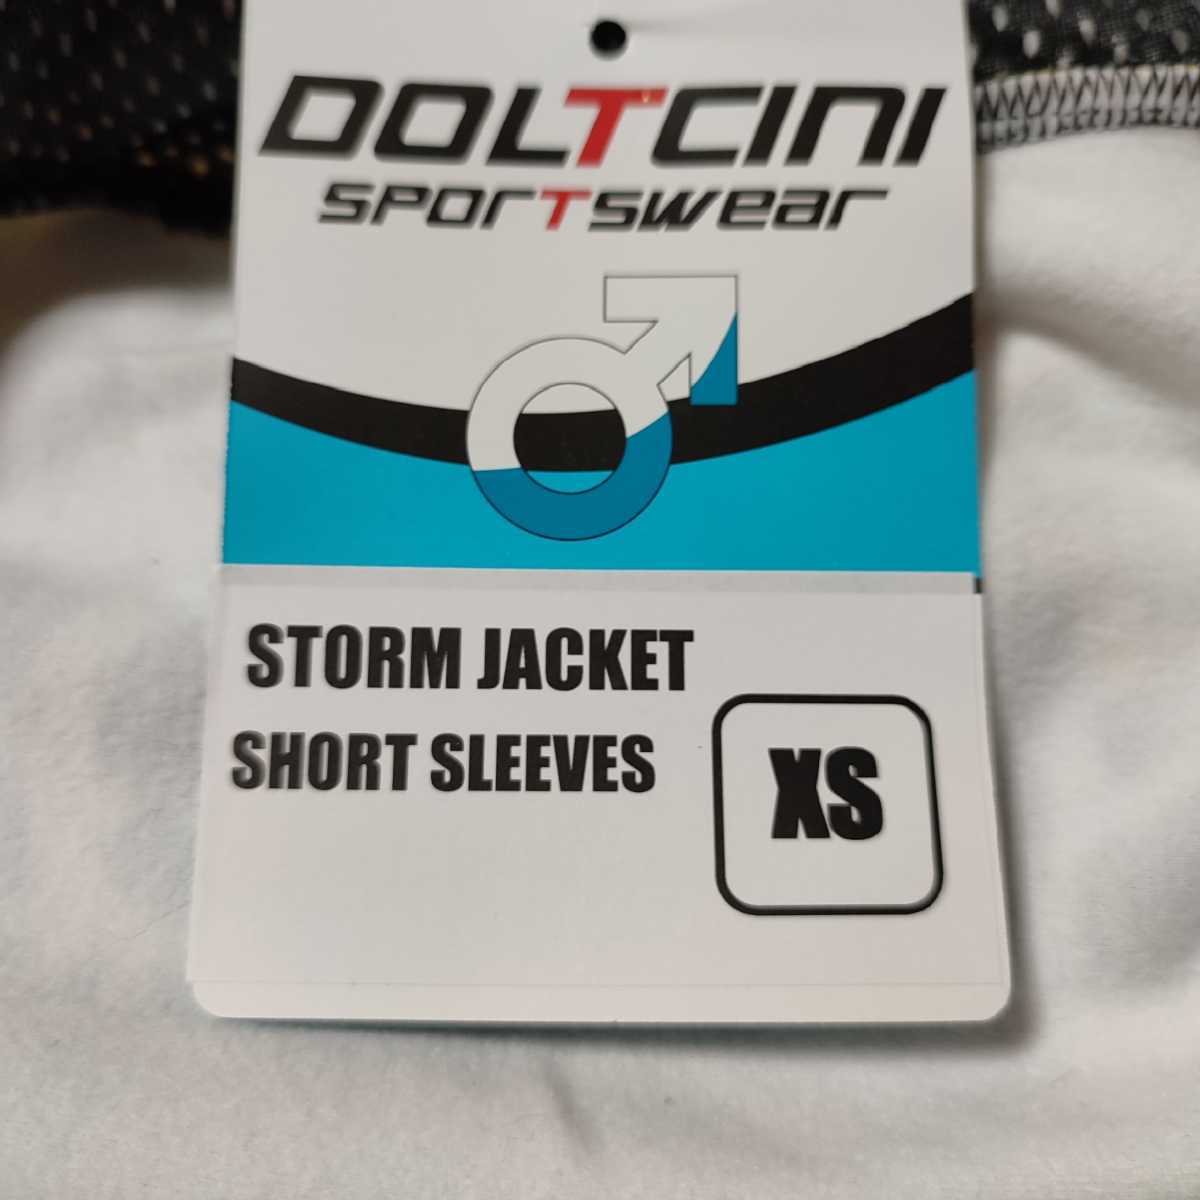 DOLTCINI
SPORTSWEAR
STORM JACKET
SHORT SLEEVES
XS